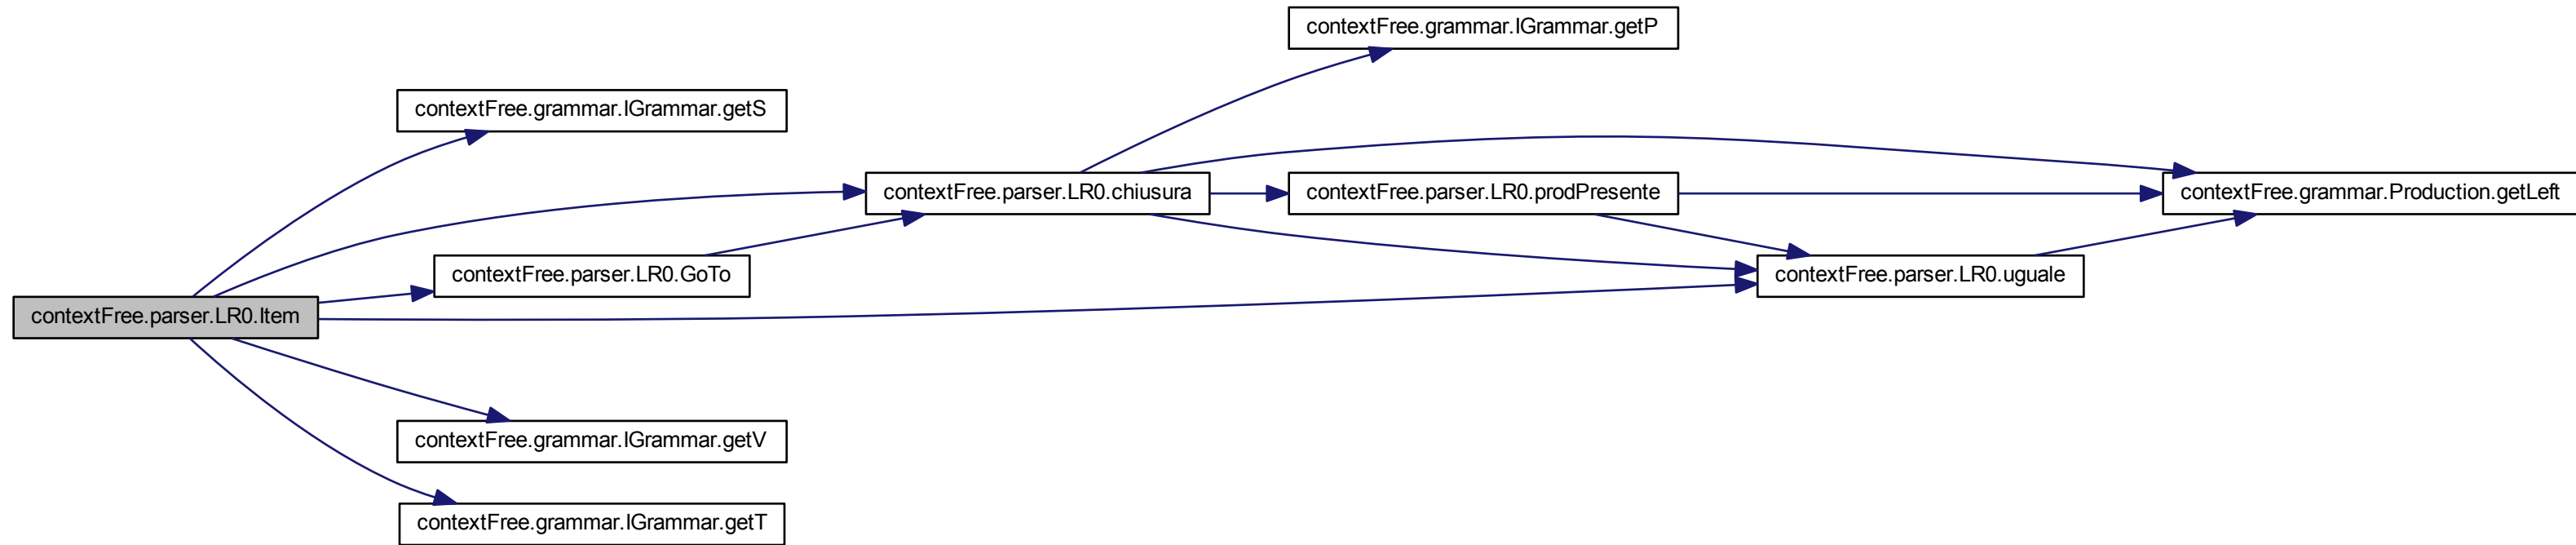 contextFree.grammar.IGrammar.getP
contextFree.grammar.IGrammar.getS
contextFree.parser.LR0.chiusura
contextFree.parser.LR0.prodPresente
contextFree.grammar.Production.getLeft
contextFree.parser.LR0.GoTo
contextFree.parser.LR0.uguale
contextFree.parser.LR0.Item
contextFree.grammar.IGrammar.getV
contextFree.grammar.IGrammar.getT